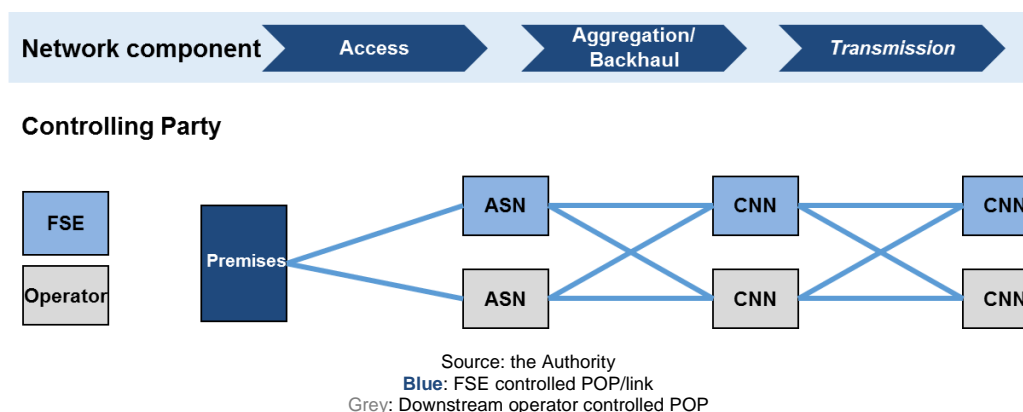 Network component
Access
Aggregation/
Backhaul
Transmission
Controlling Party
FSE
Operator
Premises
ASN
CNN
CNN
ASN
CNN
CNN
Source: the Authority
Blue: FSE controlled POP/link
Grey: Downstream operator controlled POP